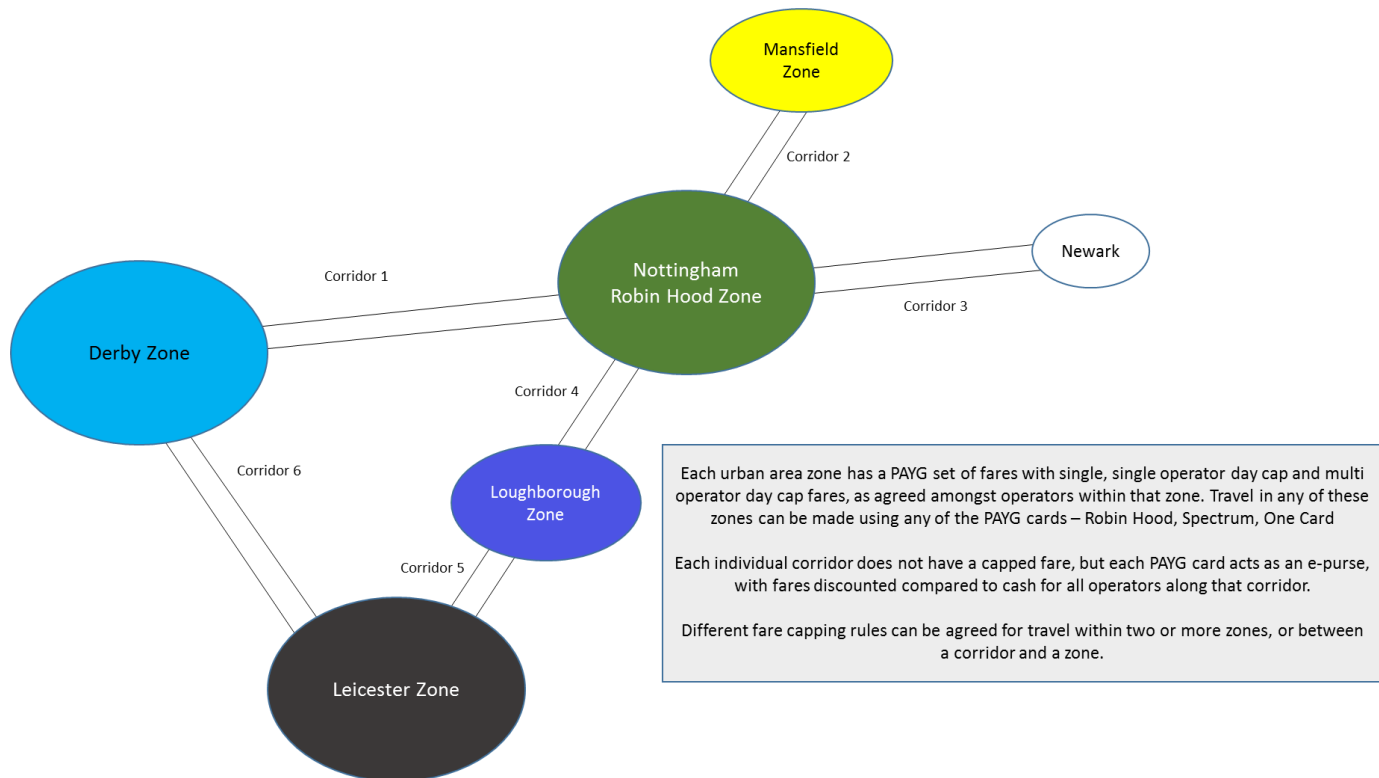 Mansfield
Zone
Corridor 2
Nottingham
Robin Hood Zone
Newark
Corridor 1
Corridor 3
Derby Zone
Corridor 4
Corridor 6
Loughborough
Zone
Corridor 5
Leicester Zone
Each urban area zone has a PAYG set of fares with single, single operator day cap and multi
operator day cap fares, as agreed amongst operators within that zone. Travel in any of these
zones can be made using any of the PAYG cards – Robin Hood, Spectrum, One Card
Each individual corridor does not have a capped fare, but each PAYG card acts as an e-purse,
with fares discounted compared to cash for all operators along that corridor.
Different fare capping rules can be agreed for travel within two or more zones, or between
a corridor and a zone.